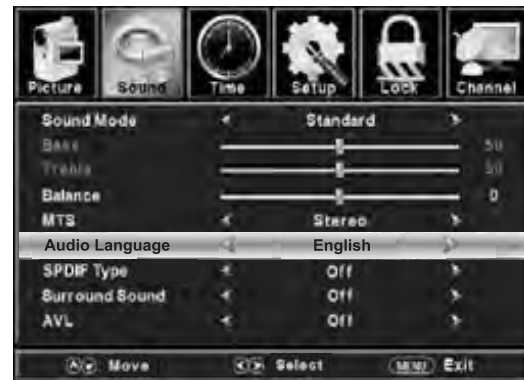 Picture Sound Time Setup Lock Channel
Sound Mode Standard
Bass 50
Treble 50
Balance 0
MTS Stereo
Audio Language English
SPDIF Type Off
Surround Sound Off
AVL Off
Move Select MENU Exit